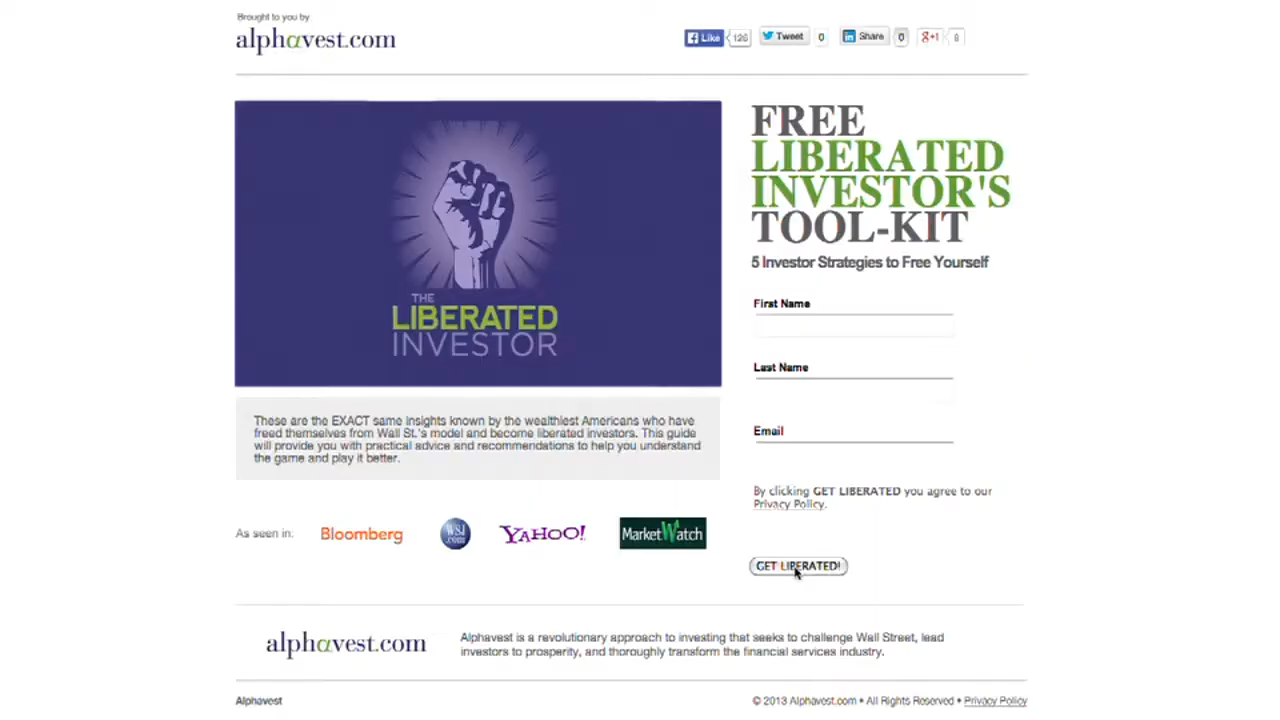 Brought to you by
alphavest.com
Like 126 Tweet 0 Share 0 +1 8
THE
LIBERATED
INVESTOR
FREE
LIBERATED
INVESTOR'S
TOOL-KIT
5 Investor Strategies to Free Yourself
First Name
Last Name
Email
By clicking GET LIBERATED you agree to our
Privacy Policy.
GET LIBERATED!
These are the EXACT same insights known by the wealthiest Americans who have
freed themselves from Wall St.'s model and become liberated investors. This guide
will provide you with practical advice and recommendations to help you understand
the game and play it better.
As seen in: Bloomberg WSJ.com YAHOO! MarketWatch
alphavest.com
Alphavest is a revolutionary approach to investing that seeks to challenge Wall Street, lead
investors to prosperity, and thoroughly transform the financial services industry.
Alphavest
© 2013 Alphavest.com • All Rights Reserved • Privacy Policy